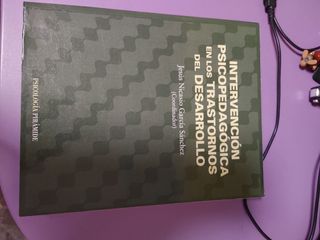 INTERVENCIÓN
PSICOPEDAGÓGICA
EN LOS TRASTORNOS
DEL DESARROLLO
Jesús Nicasio García Sánchez
(Coordinador)
PSICOLOGÍA PIRÁMIDE